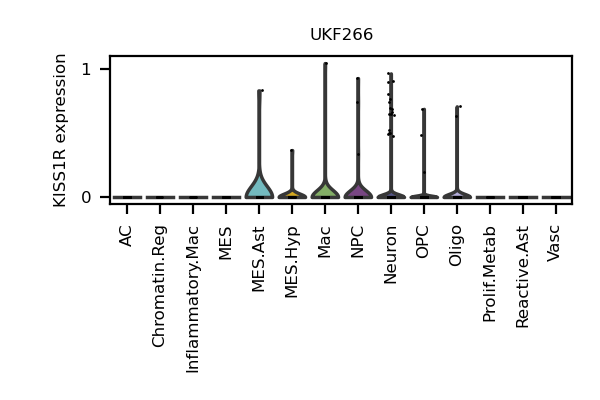 UKF266
KISS1R expression
1
0
AC
Chromatin.Reg
Inflammatory.Mac
MES
MES.Ast
MES.Hyp
Mac
NPC
Neuron
OPC
Oligo
Prolif.Metab
Reactive.Ast
Vasc